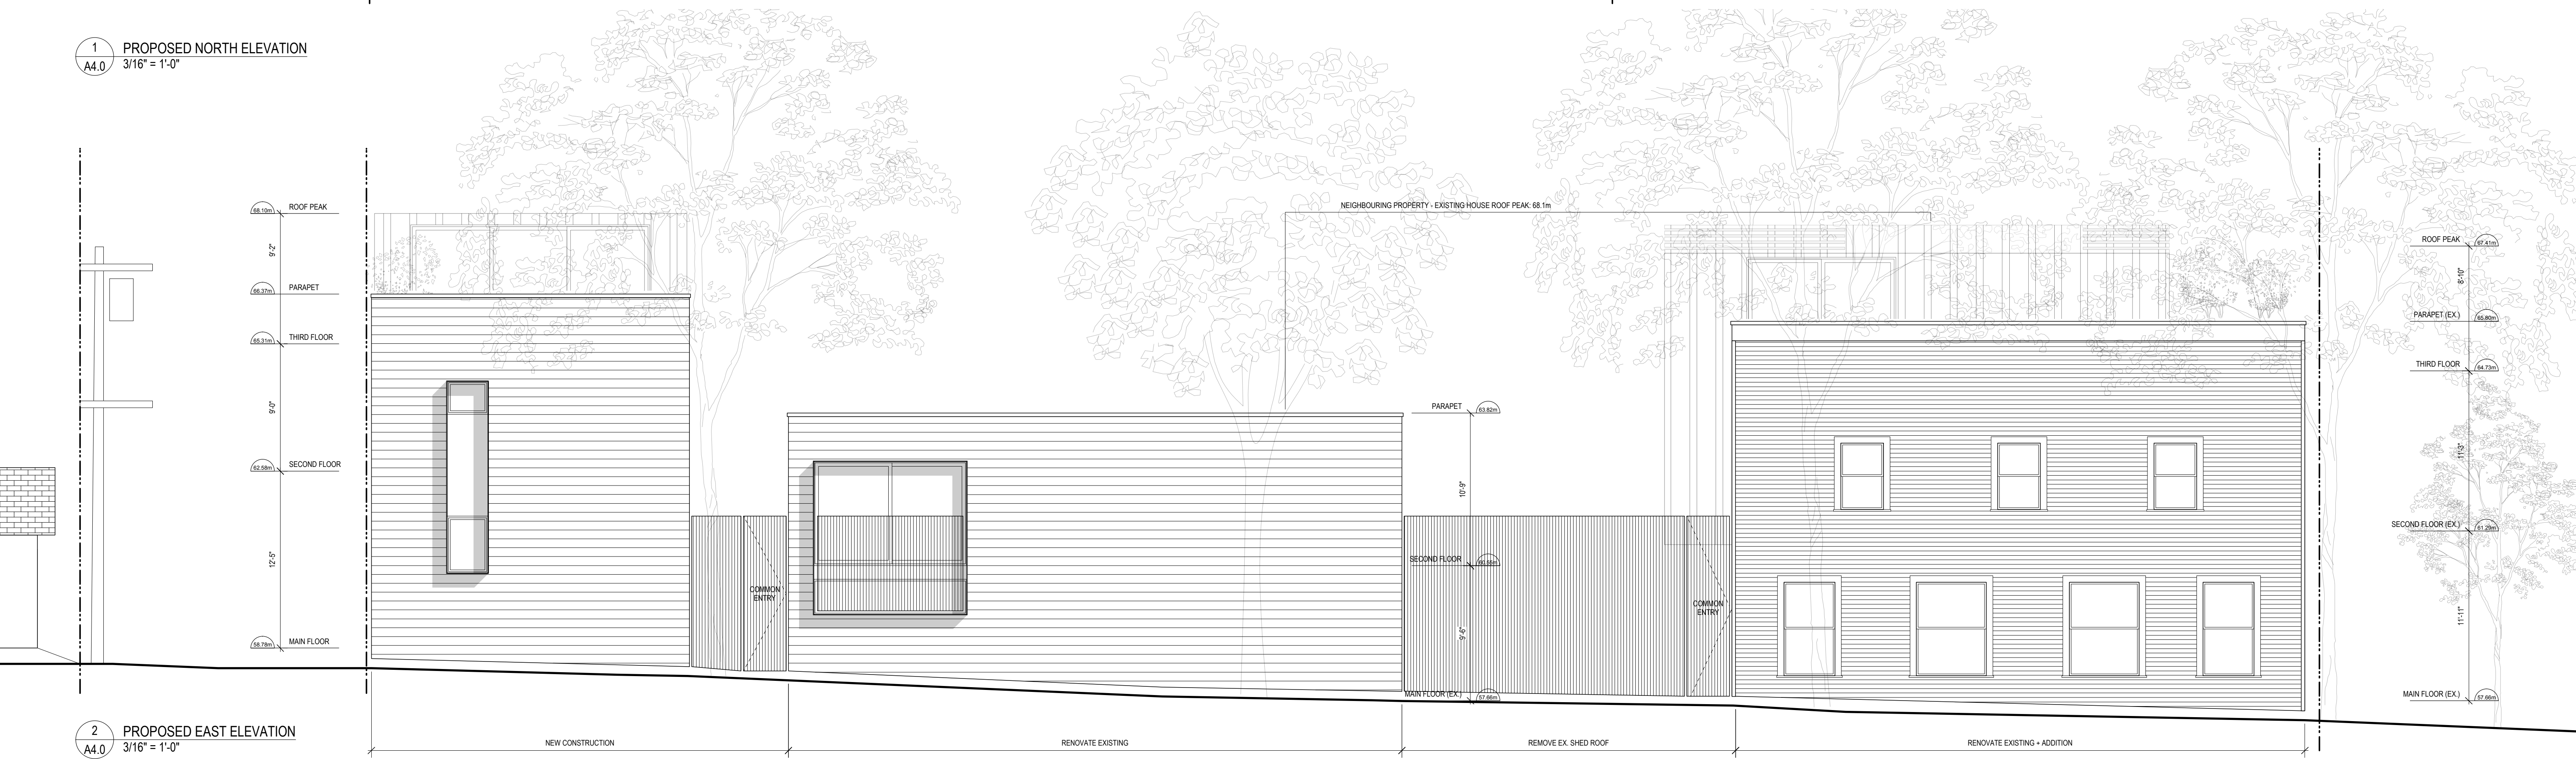 1
A4.0
PROPOSED NORTH ELEVATION
3/16" = 1'-0"
68.10m
ROOF PEAK
9'-2"
66.37m
PARAPET
65.31m
THIRD FLOOR
9'-0"
62.58m
SECOND FLOOR
12'-5"
58.78m
MAIN FLOOR
COMMON
ENTRY
NEIGHBOURING PROPERTY - EXISTING HOUSE ROOF PEAK: 68.1m
PARAPET
63.82m
10'-9"
SECOND FLOOR
60.55m
9'-6"
MAIN FLOOR (EX.)
57.66m
COMMON
ENTRY
ROOF PEAK
67.41m
8'-10"
PARAPET (EX.)
65.80m
THIRD FLOOR
64.73m
11'-3"
SECOND FLOOR (EX.)
61.29m
11'-11"
MAIN FLOOR (EX.)
57.66m
2
A4.0
PROPOSED EAST ELEVATION
3/16" = 1'-0"
NEW CONSTRUCTION
RENOVATE EXISTING
REMOVE EX. SHED ROOF
RENOVATE EXISTING + ADDITION